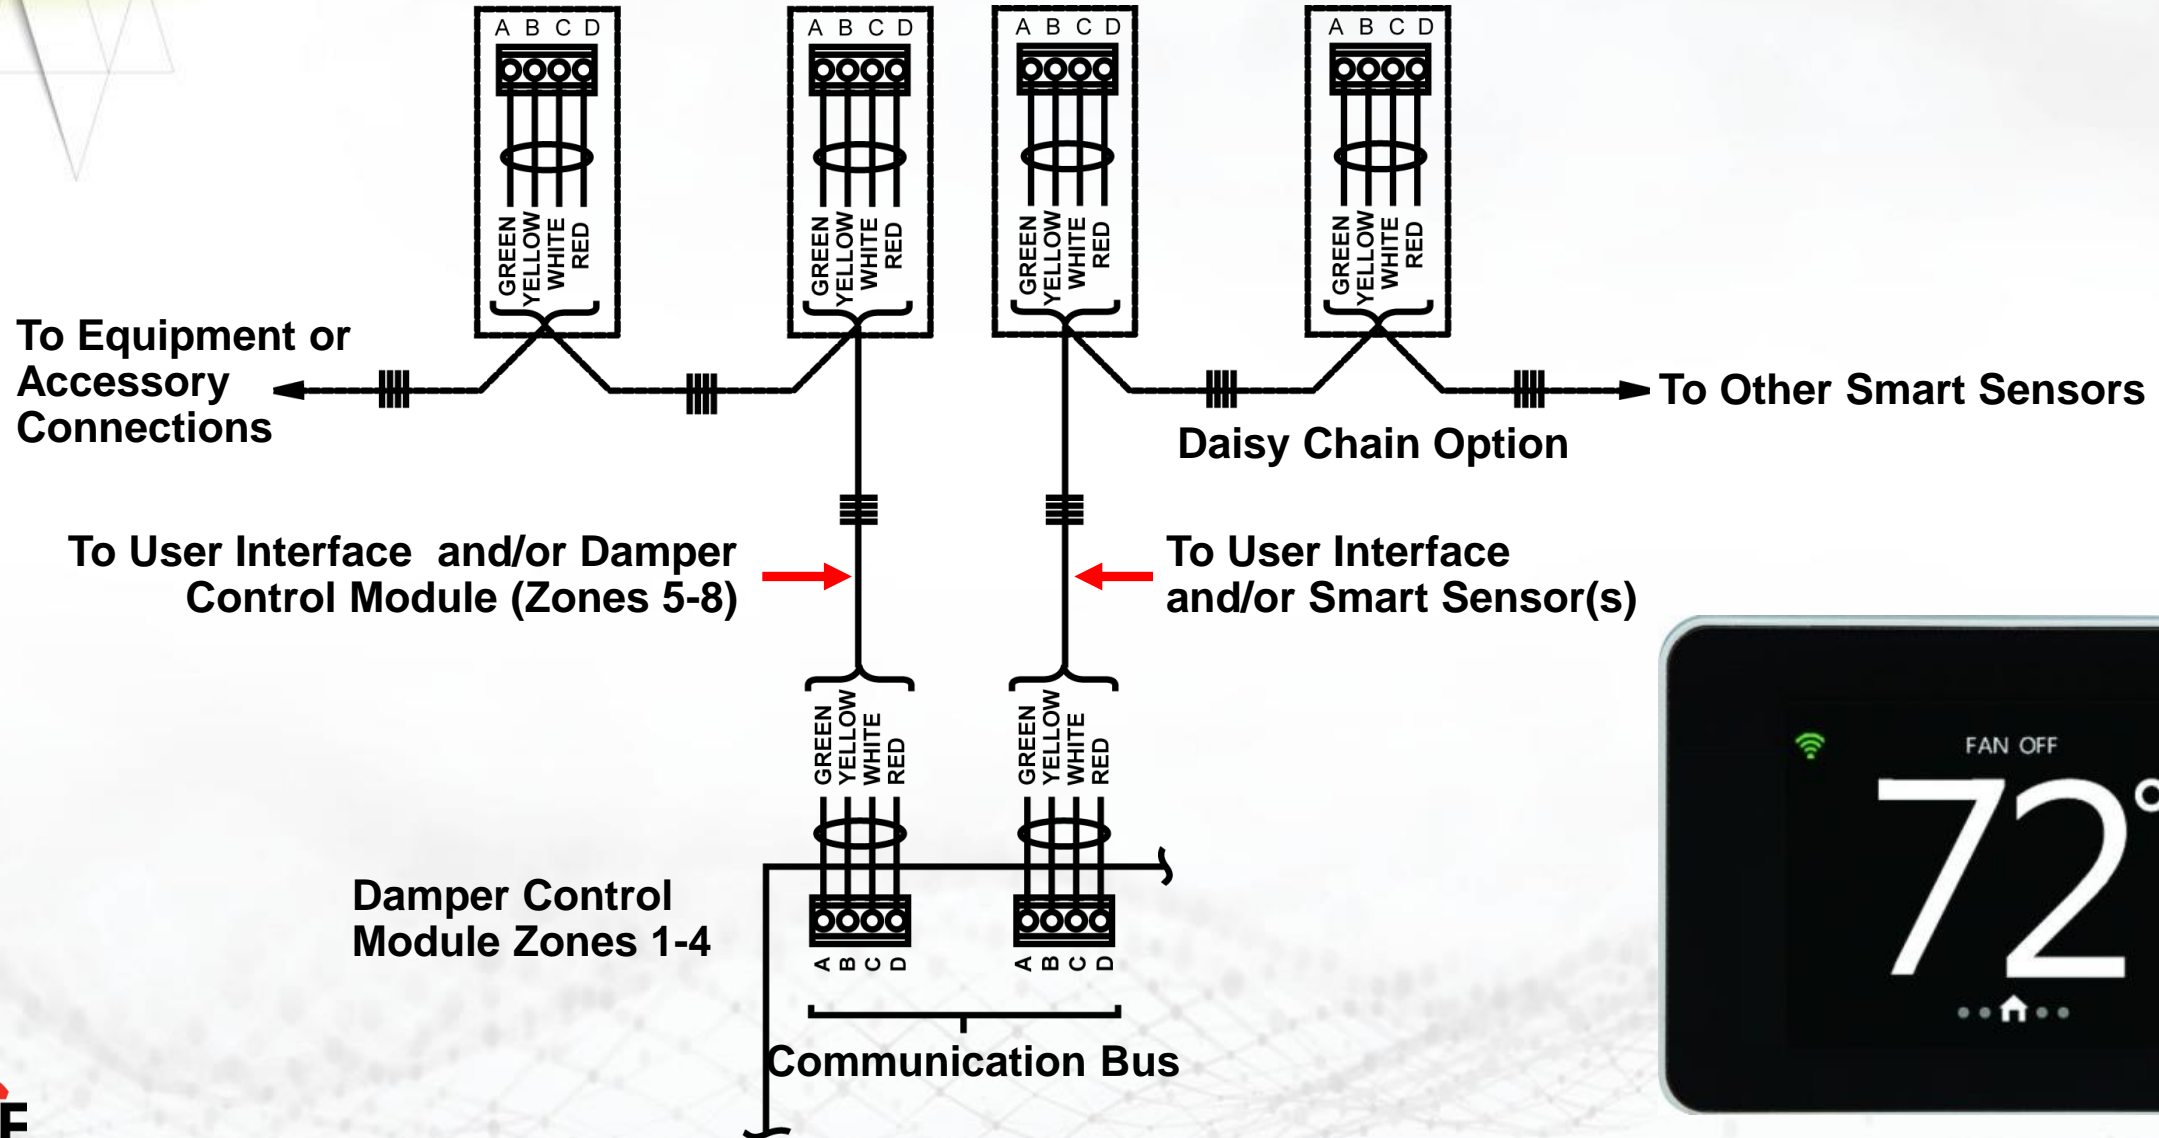 A B C D
A B C D
A B C D
A B C D
GREEN
YELLOW
WHITE
RED
GREEN
YELLOW
WHITE
RED
GREEN
YELLOW
WHITE
RED
GREEN
YELLOW
WHITE
RED
To Equipment or
Accessory
Connections
To Other Smart Sensors
Daisy Chain Option
To User Interface and/or Damper
Control Module (Zones 5-8)
To User Interface
and/or Smart Sensor(s)
GREEN
YELLOW
WHITE
RED
GREEN
YELLOW
WHITE
RED
FAN OFF
72°
Damper Control
Module Zones 1-4
A B C D
A B C D
Communication Bus